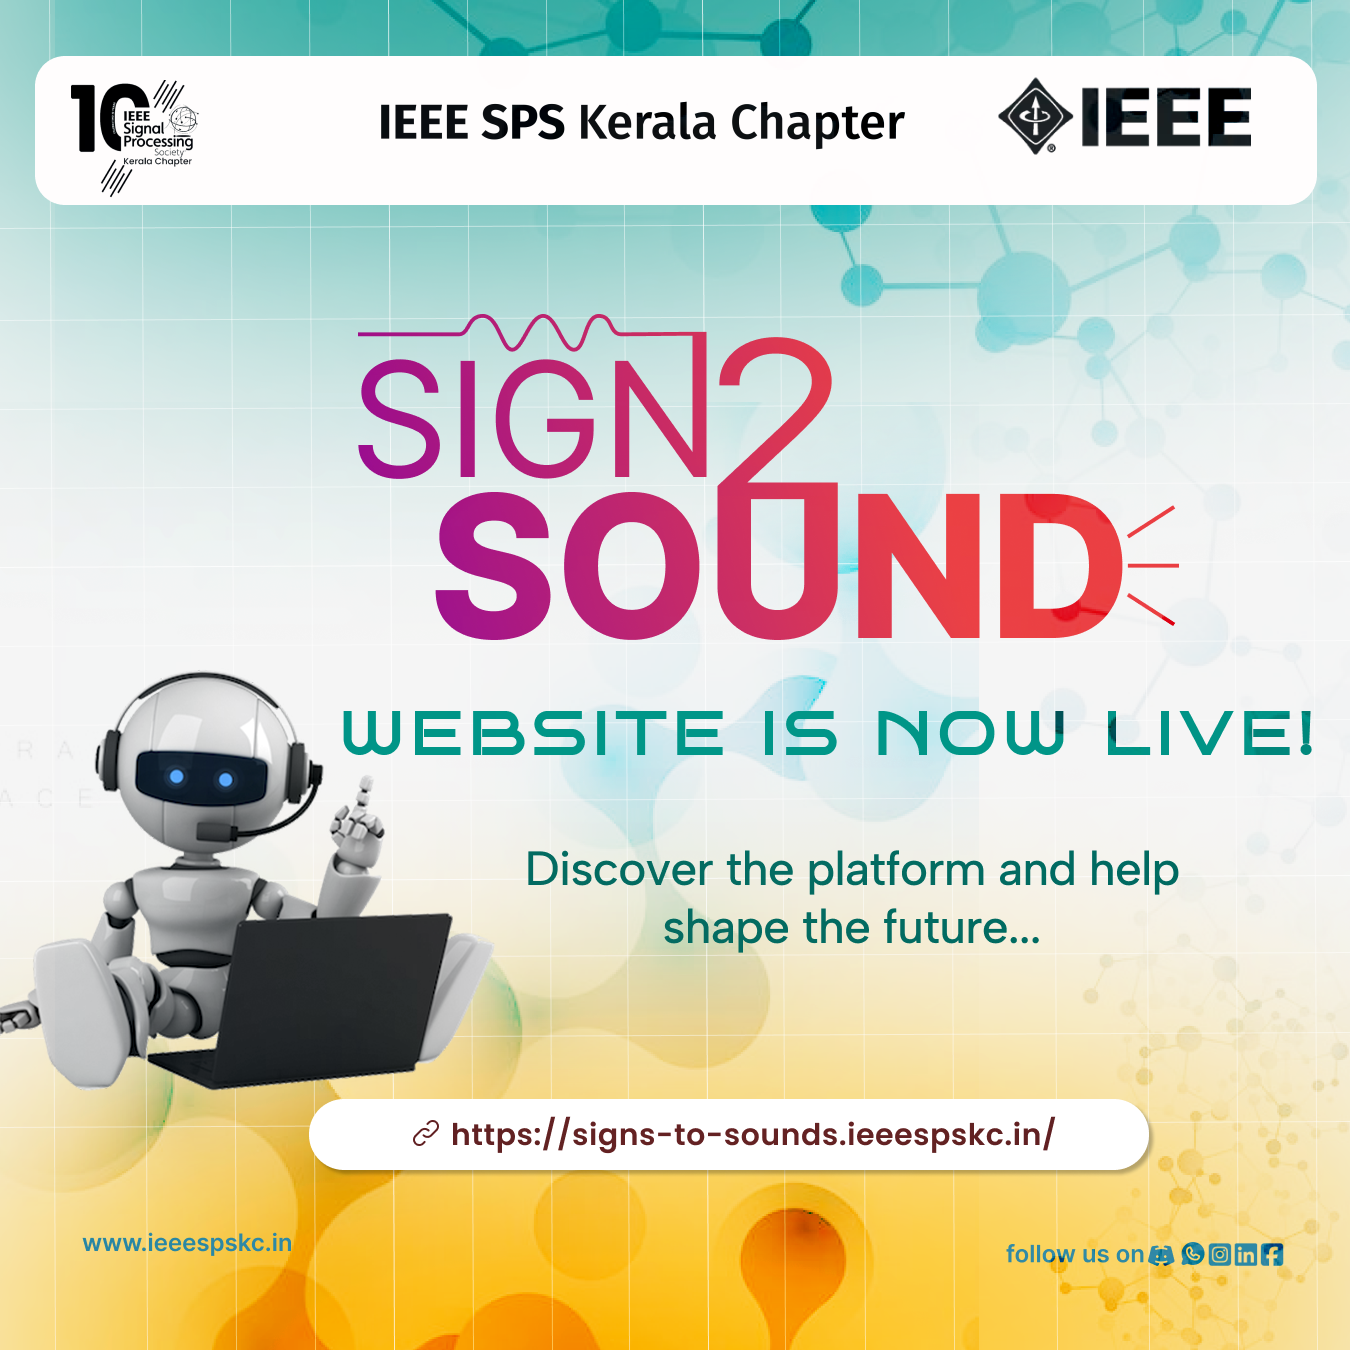 10
IEEE
Signal
Processing
Society
Kerala Chapter
IEEE SPS Kerala Chapter
IEEE
®
SIGN2
SOUND
WEBSITE IS NOW LIVE!
R A
A C E
Discover the platform and help
shape the future...
https://signs-to-sounds.ieeespskc.in/
www.ieeespskc.in
follow us on